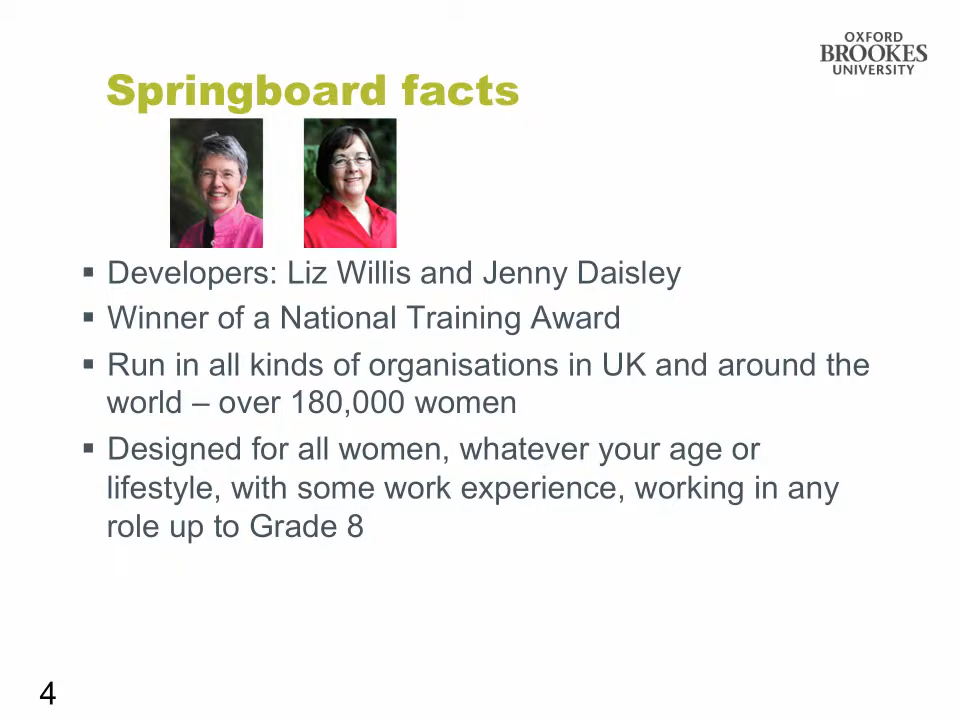 OXFORD
BROOKES
UNIVERSITY
Springboard facts
▪ Developers: Liz Willis and Jenny Daisley
▪ Winner of a National Training Award
▪ Run in all kinds of organisations in UK and around the
world – over 180,000 women
▪ Designed for all women, whatever your age or
lifestyle, with some work experience, working in any
role up to Grade 8
4